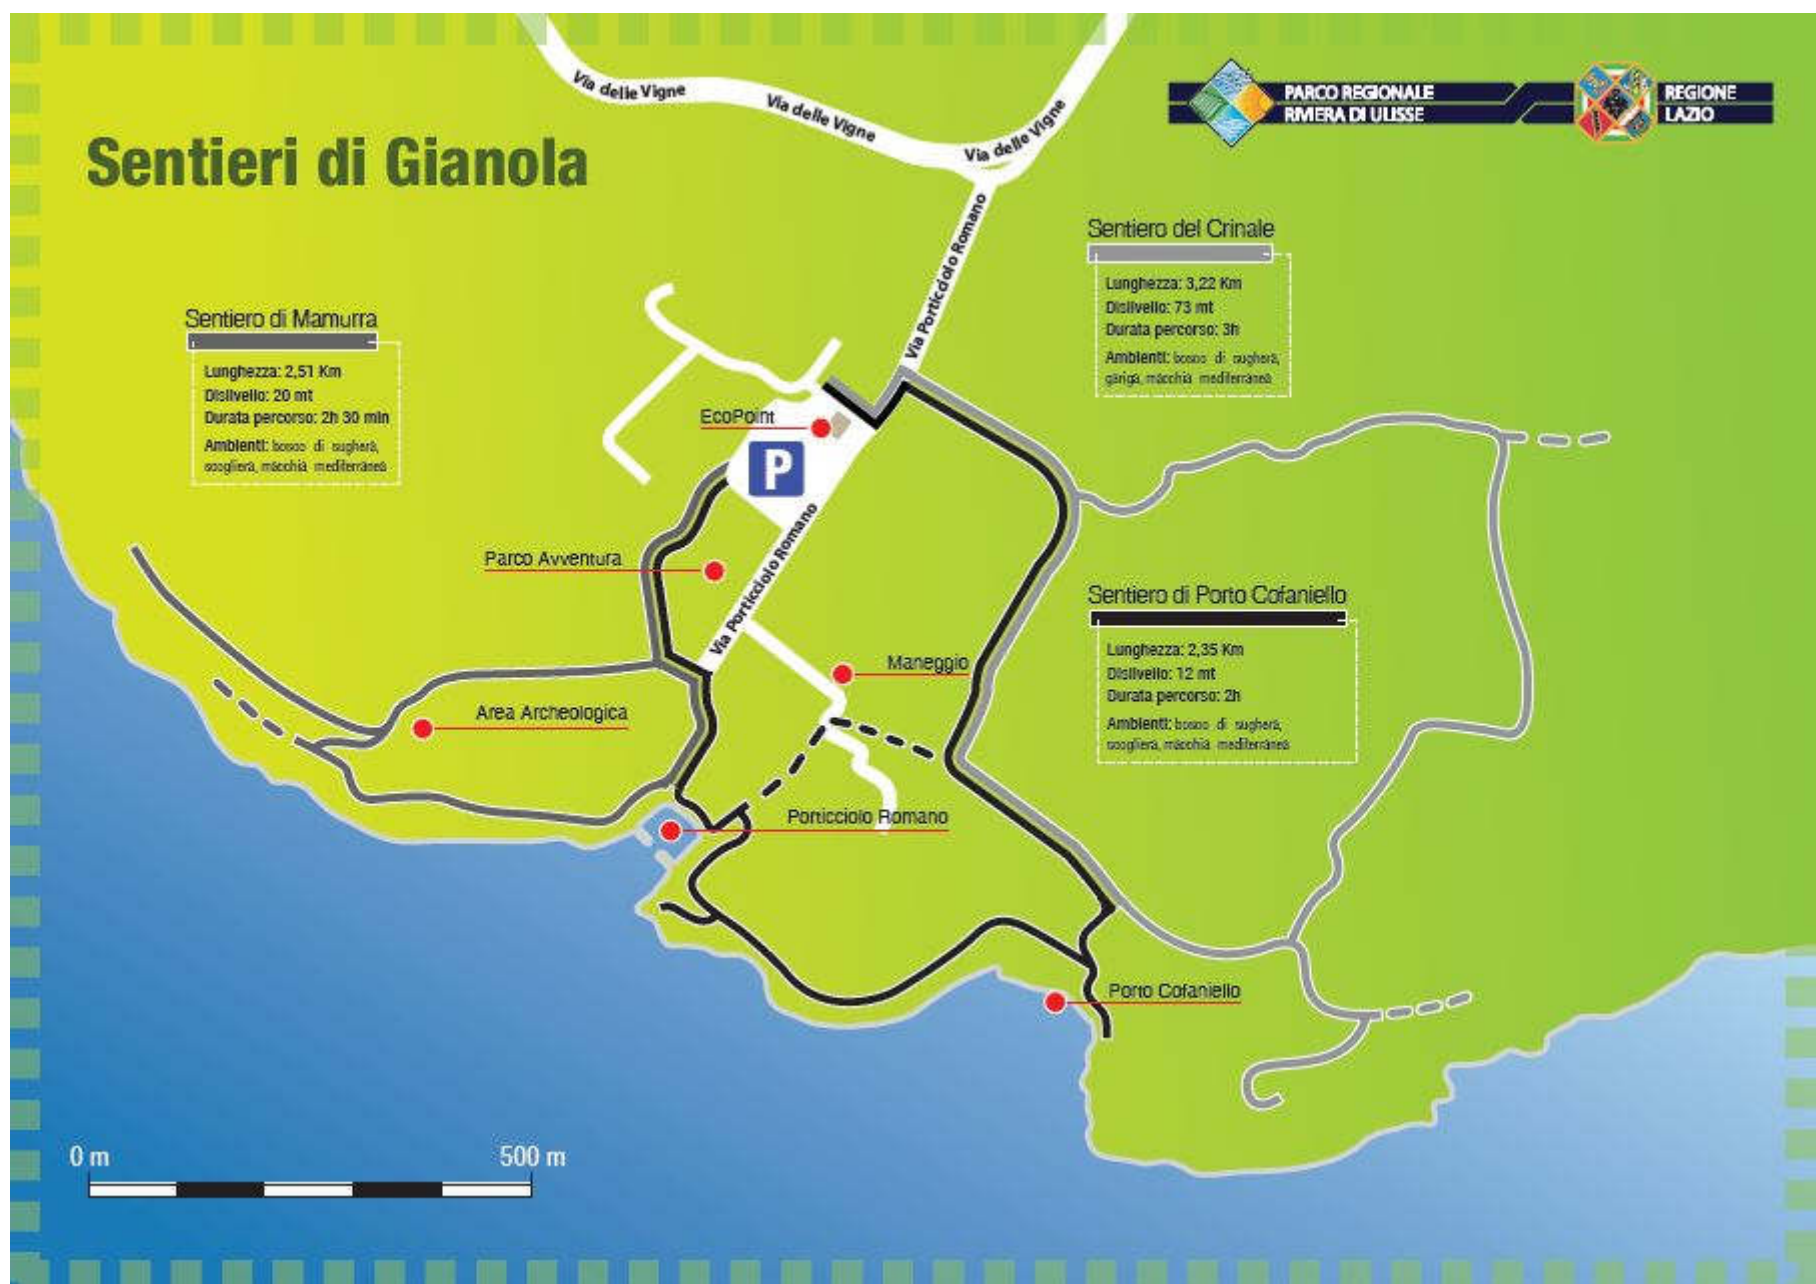 Via delle Vigne
Via delle Vigne
Via delle Vigne
PARCO REGIONALE
RIVIERA DI ULISSE
REGIONE
LAZIO
Sentieri di Gianola
Via Porticciolo Romano
Sentiero del Crinale
Lunghezza: 3,22 Km
Dislivello: 73 mt
Durata percorso: 3h
Ambienti: bosco di sughera,
gariga, macchia mediterranea
Sentiero di Mamurra
Lunghezza: 2,51 Km
Dislivello: 20 mt
Durata percorso: 2h 30 min
Ambienti: bosco di sughera,
scogliera, macchia mediterranea
EcoPoint
P
Via Porticciolo Romano
Parco Avventura
Sentiero di Porto Cofaniello
Lunghezza: 2,35 Km
Dislivello: 12 mt
Durata percorso: 2h
Ambienti: bosco di sughera,
scogliera, macchia mediterranea
Maneggio
Area Archeologica
Porticciolo Romano
Porto Cofaniello
0 m
500 m